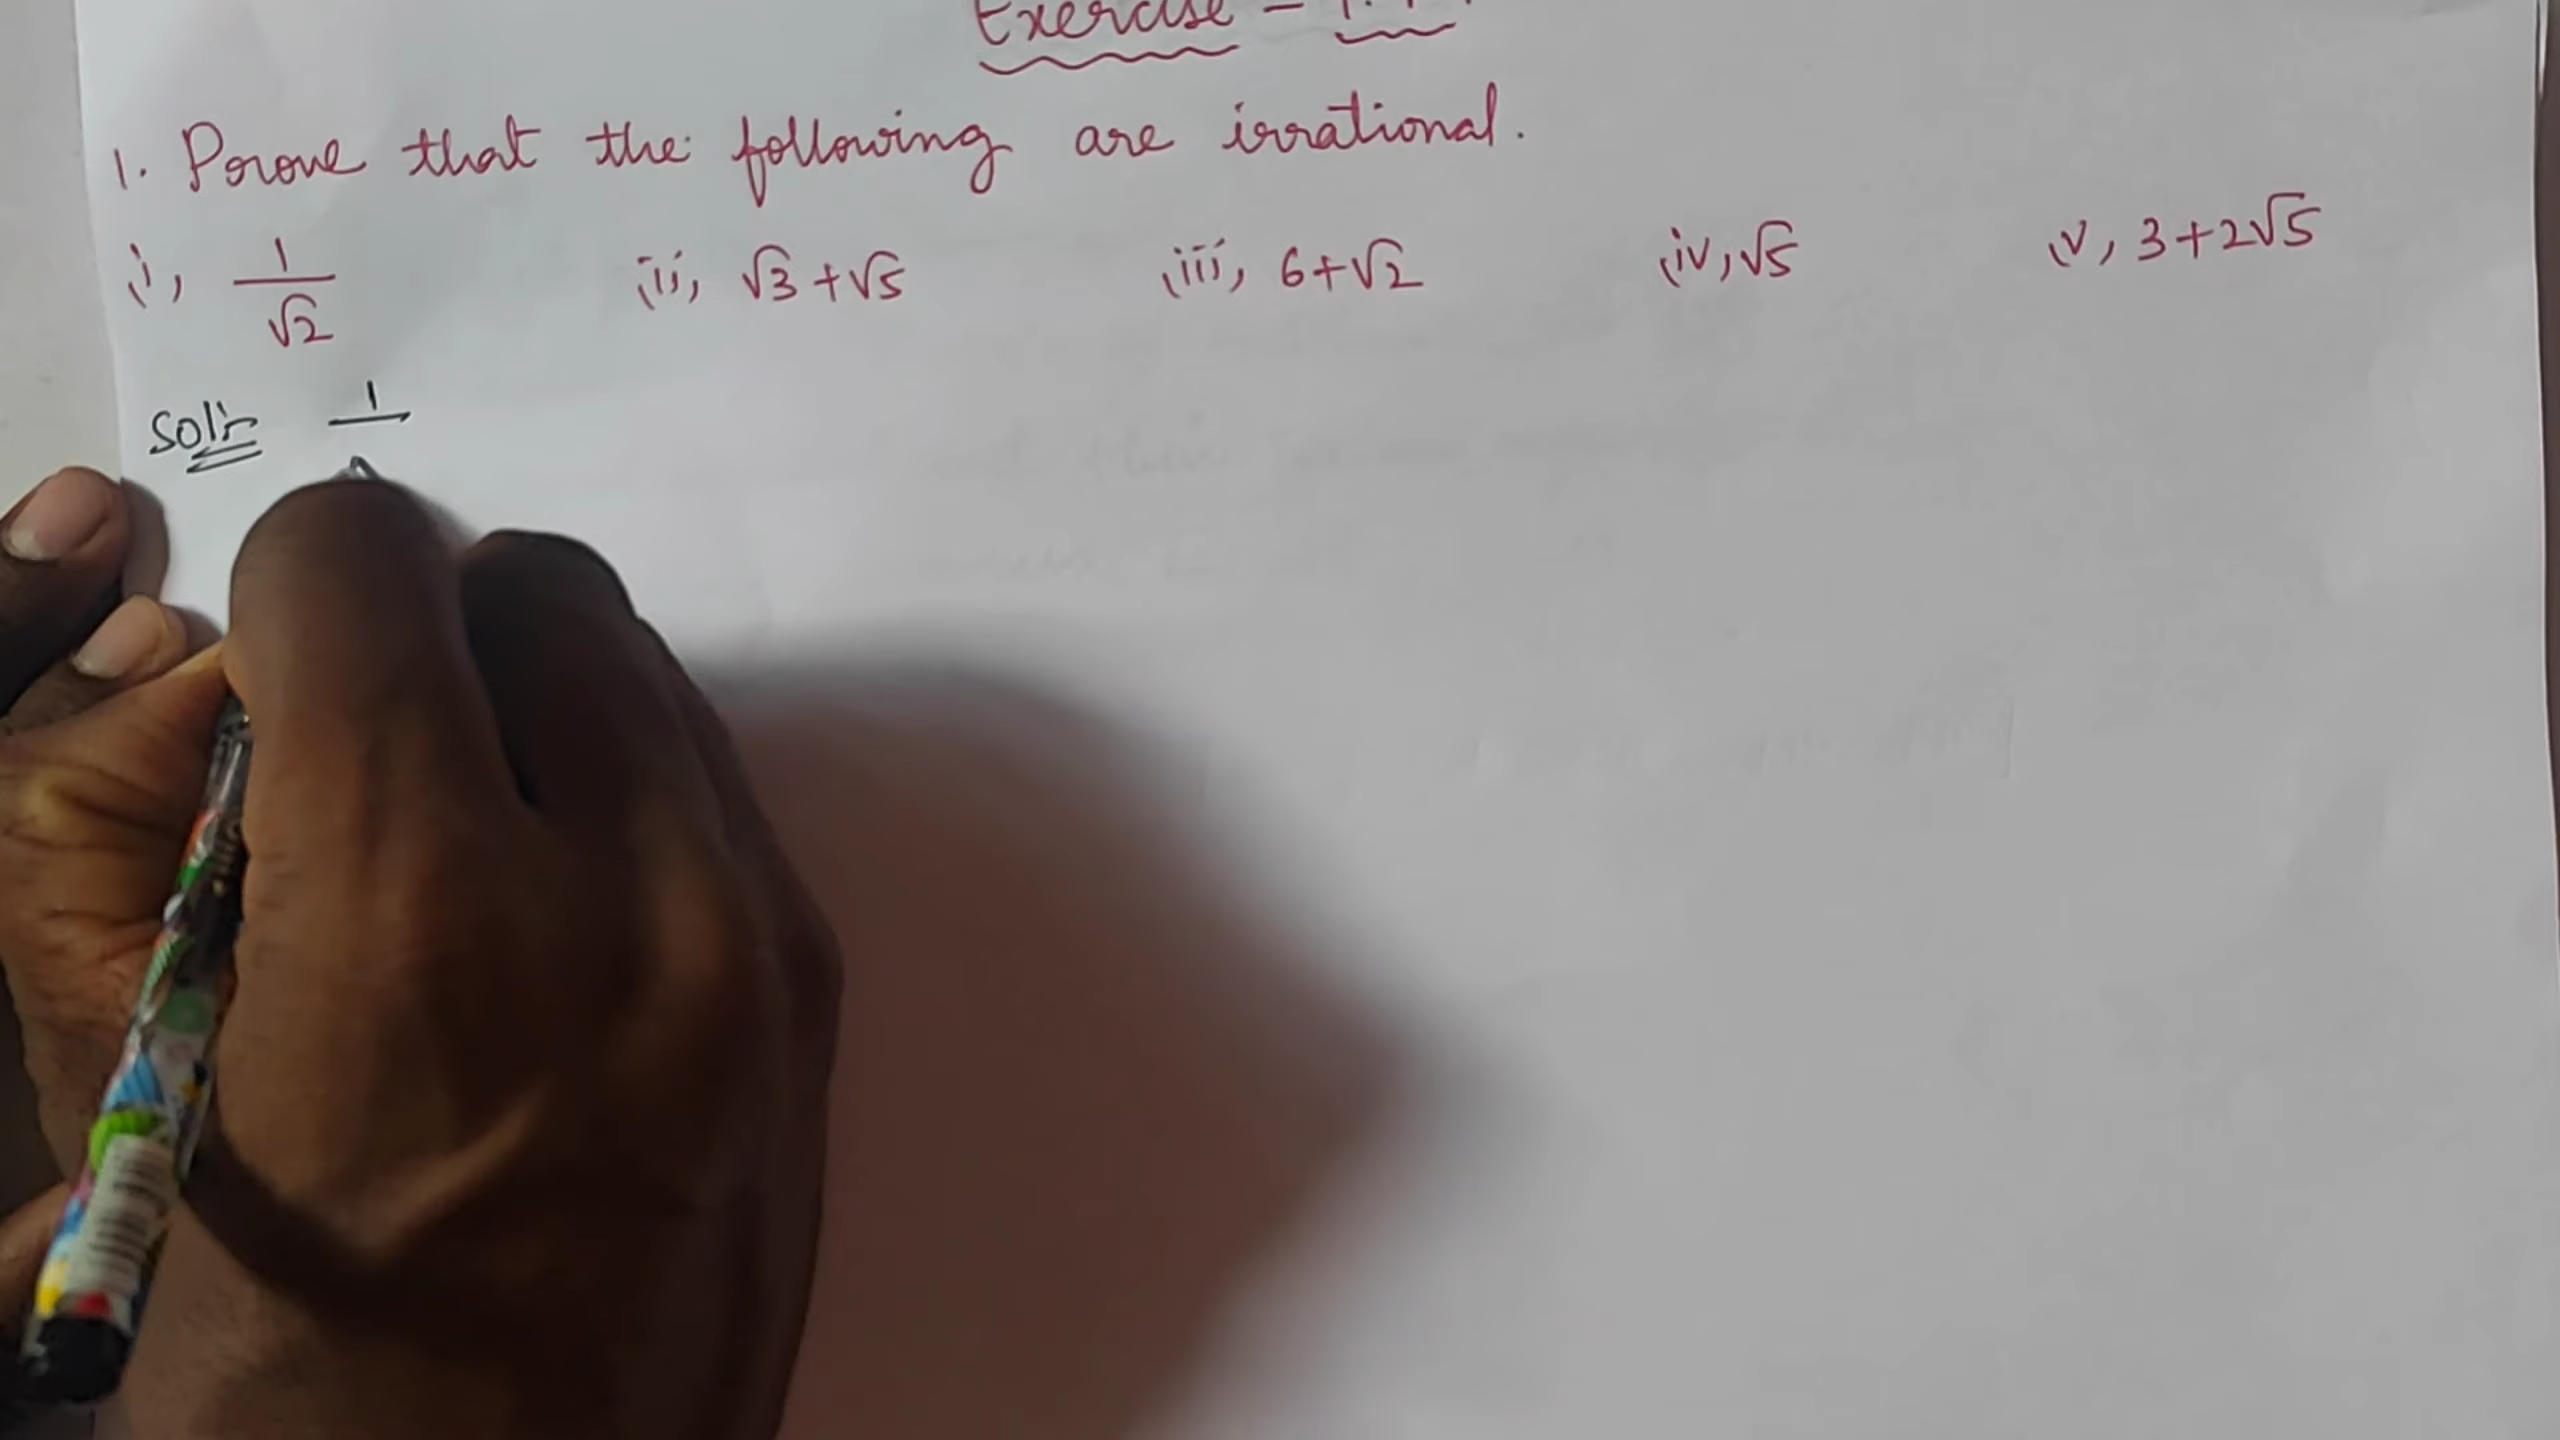 Exercise -
1. Prove that the following are irrational.
(i), 1/√2 (ii), √3+√5 (iii), 6+√2 (iv), √5 (v), 3+2√5
Sol:- 1